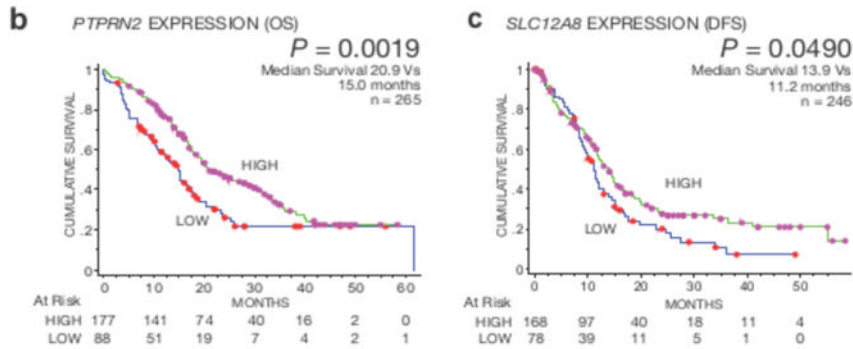 b PTPRN2 EXPRESSION (OS)
P = 0.0019
Median Survival 20.9 Vs
15.0 months
n = 265
CUMULATIVE SURVIVAL
1
.8
.6
.4
.2
0
HIGH
LOW
0 10 20 30 40 50 60
At Risk MONTHS
HIGH 177 141 74 40 16 2 0
LOW 88 51 19 7 4 2 1
c SLC12A8 EXPRESSION (DFS)
P = 0.0490
Median Survival 13.9 Vs
11.2 months
n = 246
CUMULATIVE SURVIVAL
1
.8
.6
.4
.2
0
HIGH
LOW
0 10 20 30 40 50
At Risk MONTHS
HIGH 168 97 40 18 11 4
LOW 78 39 11 5 1 0